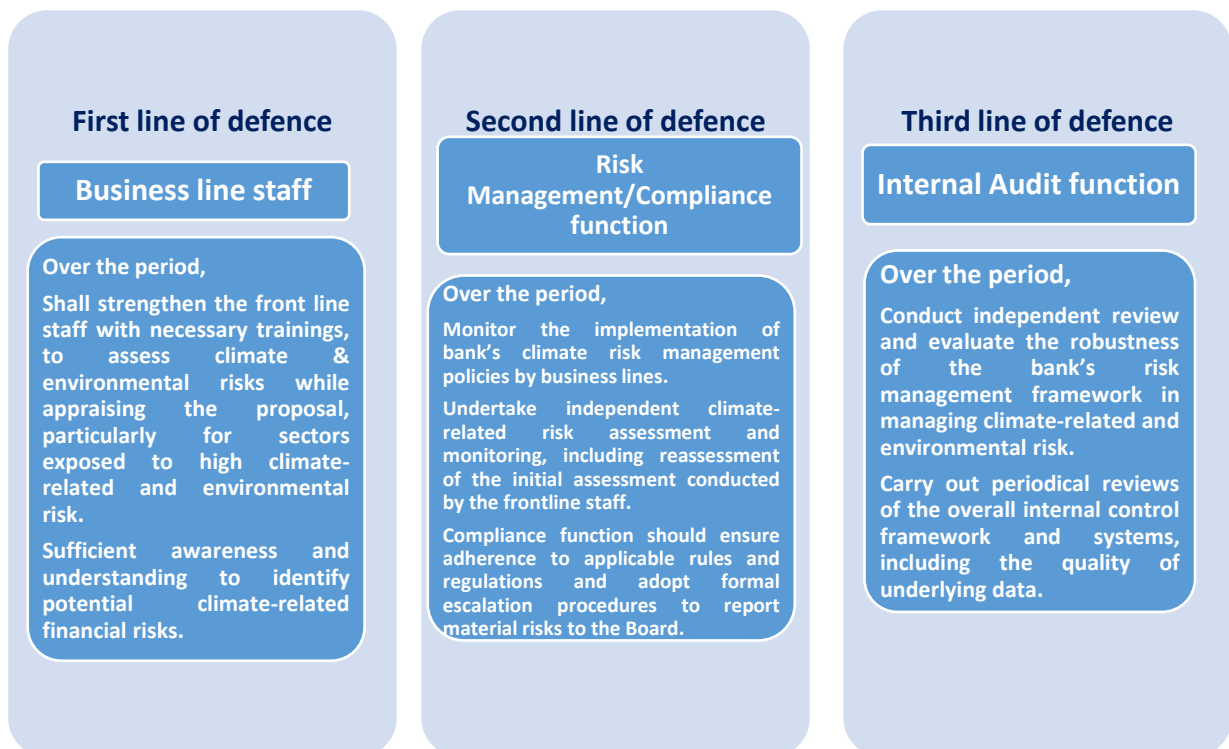 First line of defence
Business line staff
Over the period,
Shall strengthen the front line
staff with necessary trainings,
to assess climate &
environmental risks while
appraising the proposal,
particularly for sectors
exposed to high climate-
related and environmental
risk.
Sufficient awareness and
understanding to identify
potential climate-related
financial risks.
Second line of defence
Risk
Management/Compliance
function
Over the period,
Monitor the implementation of
bank's climate risk management
policies by business lines.
Undertake independent climate-
related risk assessment and
monitoring, including reassessment
of the initial assessment conducted
by the frontline staff.
Compliance function should ensure
adherence to applicable rules and
regulations and adopt formal
escalation procedures to report
material risks to the Board.
Third line of defence
Internal Audit function
Over the period,
Conduct independent review
and evaluate the robustness
of the bank's risk
management framework in
managing climate-related and
environmental risk.
Carry out periodical reviews
of the overall internal control
framework and systems,
including the quality of
underlying data.